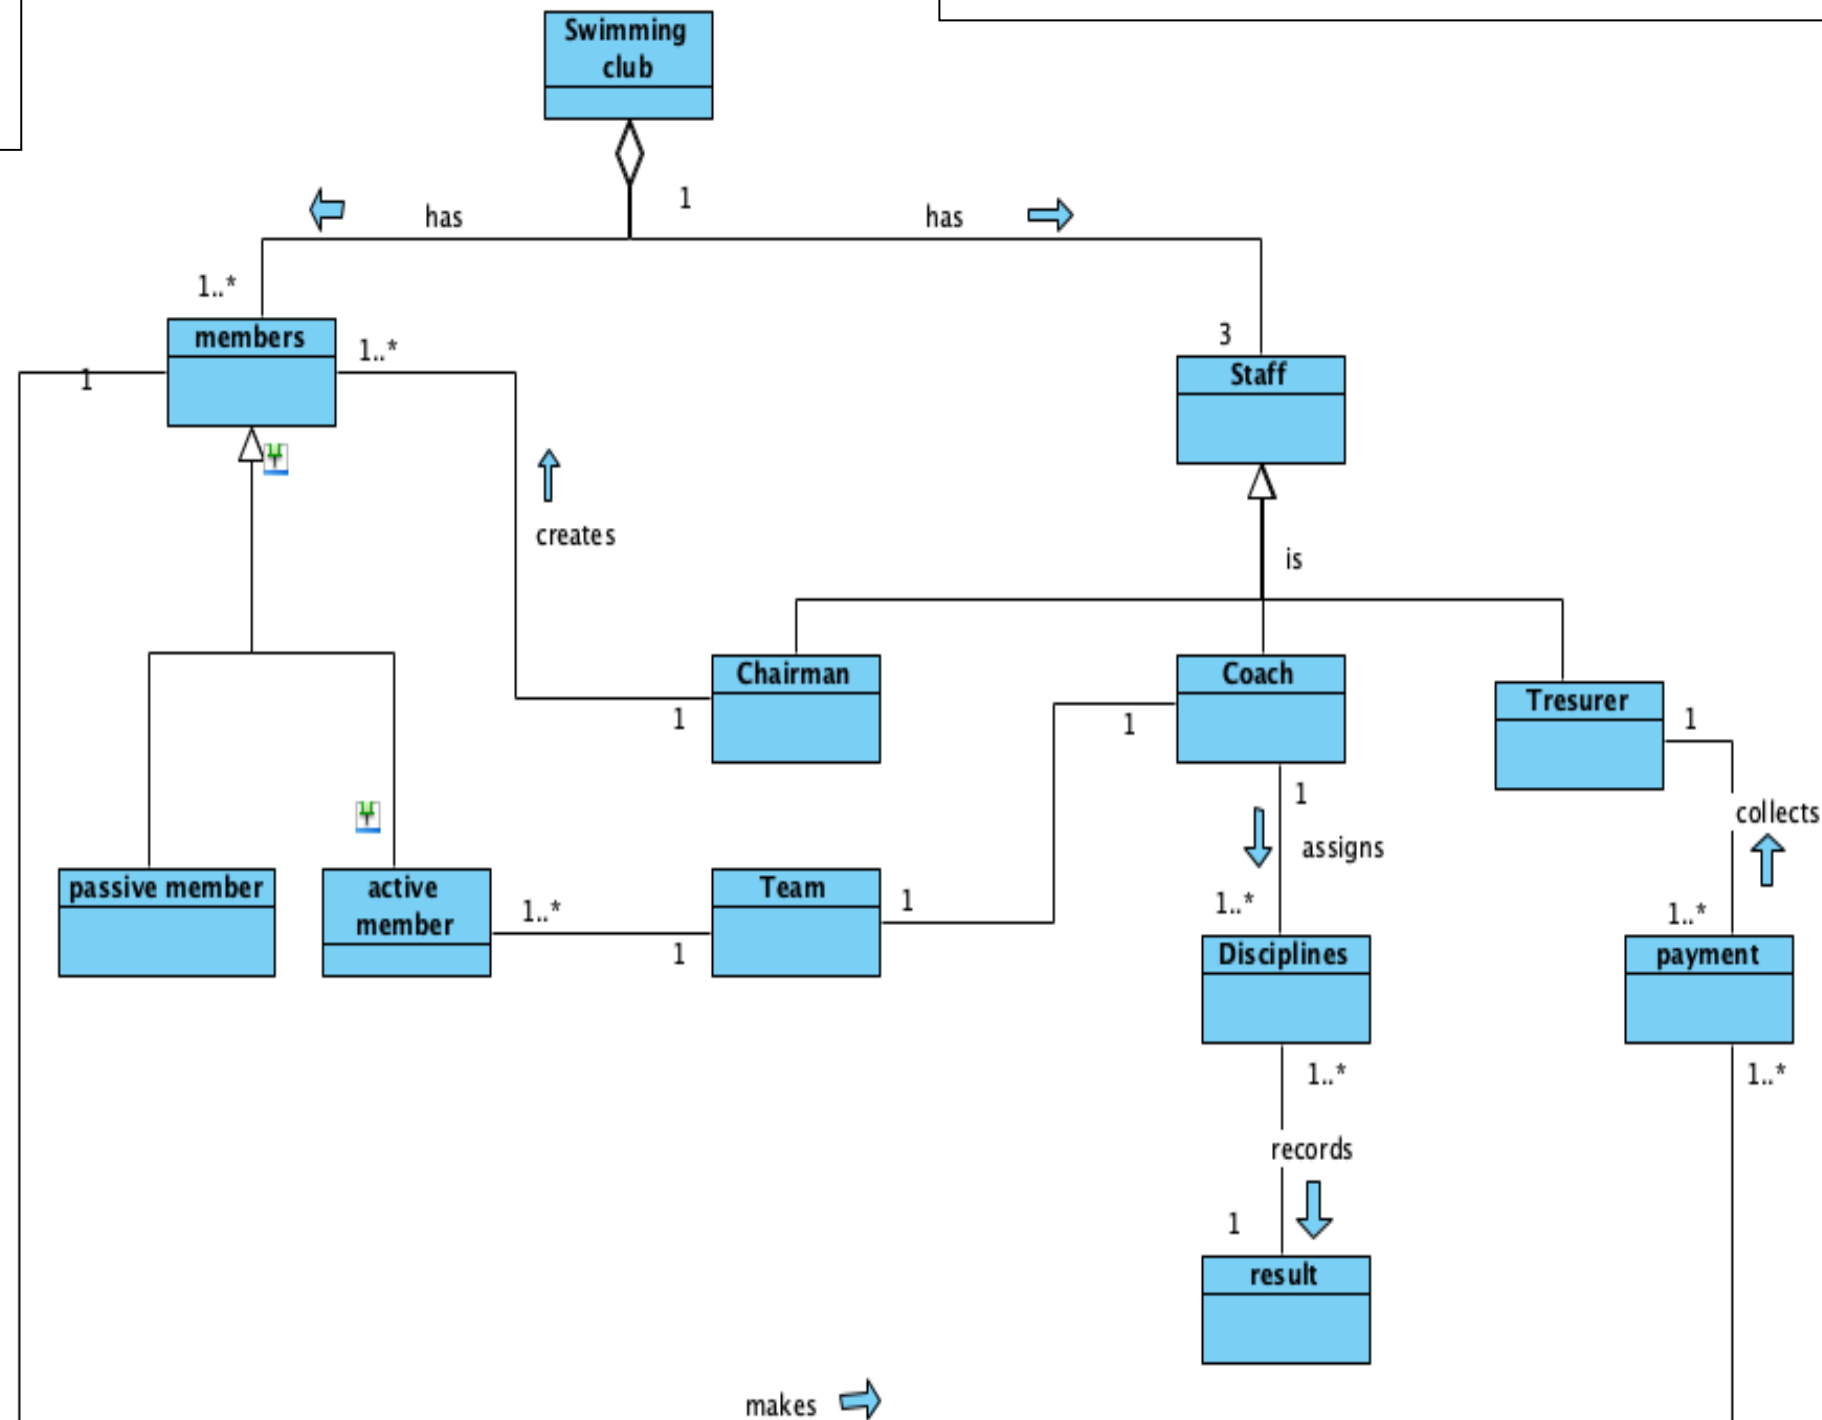 Swimming
club
1
has
has
1..*
3
members
1..*
1
Staff
creates
is
Chairman
1
Coach
1
Tresurer
1
1
collects
assigns
passive member
active
member
1..*
Team
1
1
1..*
1..*
Disciplines
payment
1..*
1..*
records
1
result
makes